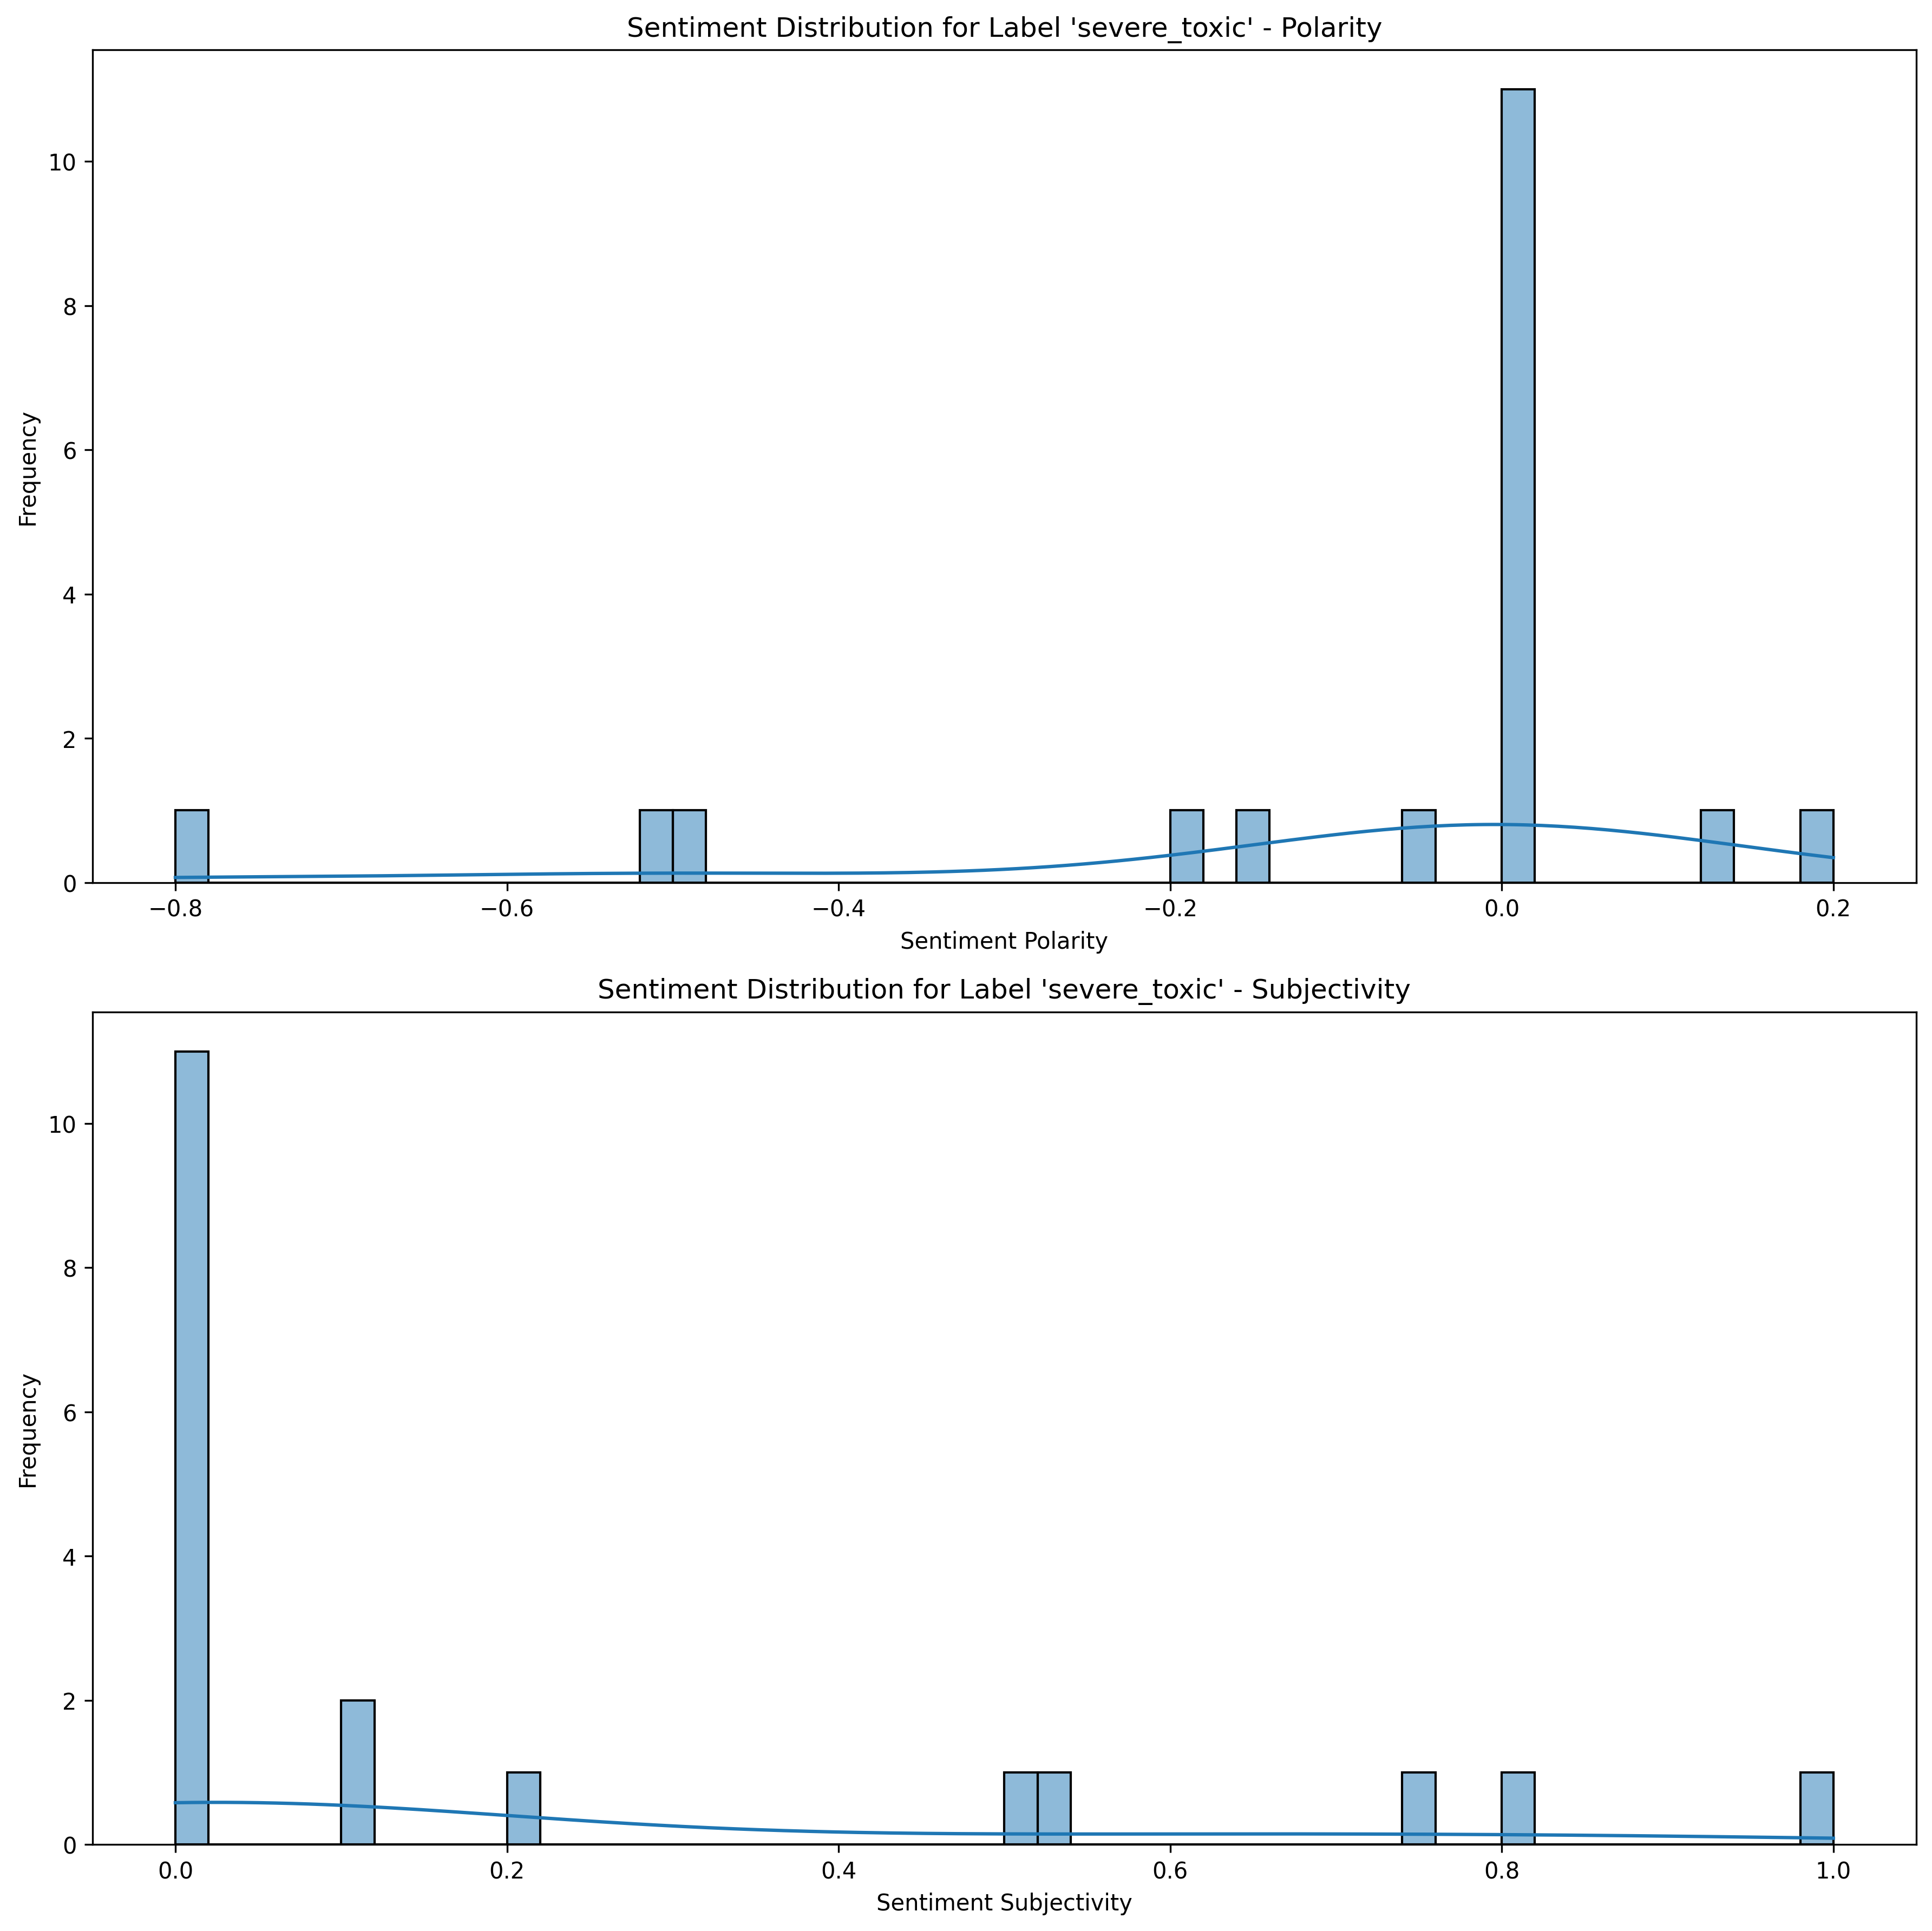 Sentiment Distribution for Label 'severe_toxic' - Polarity
10
8
6
4
2
0
Frequency
−0.8 −0.6 −0.4 −0.2 0.0 0.2
Sentiment Polarity
Sentiment Distribution for Label 'severe_toxic' - Subjectivity
10
8
6
4
2
0
Frequency
0.0 0.2 0.4 0.6 0.8 1.0
Sentiment Subjectivity